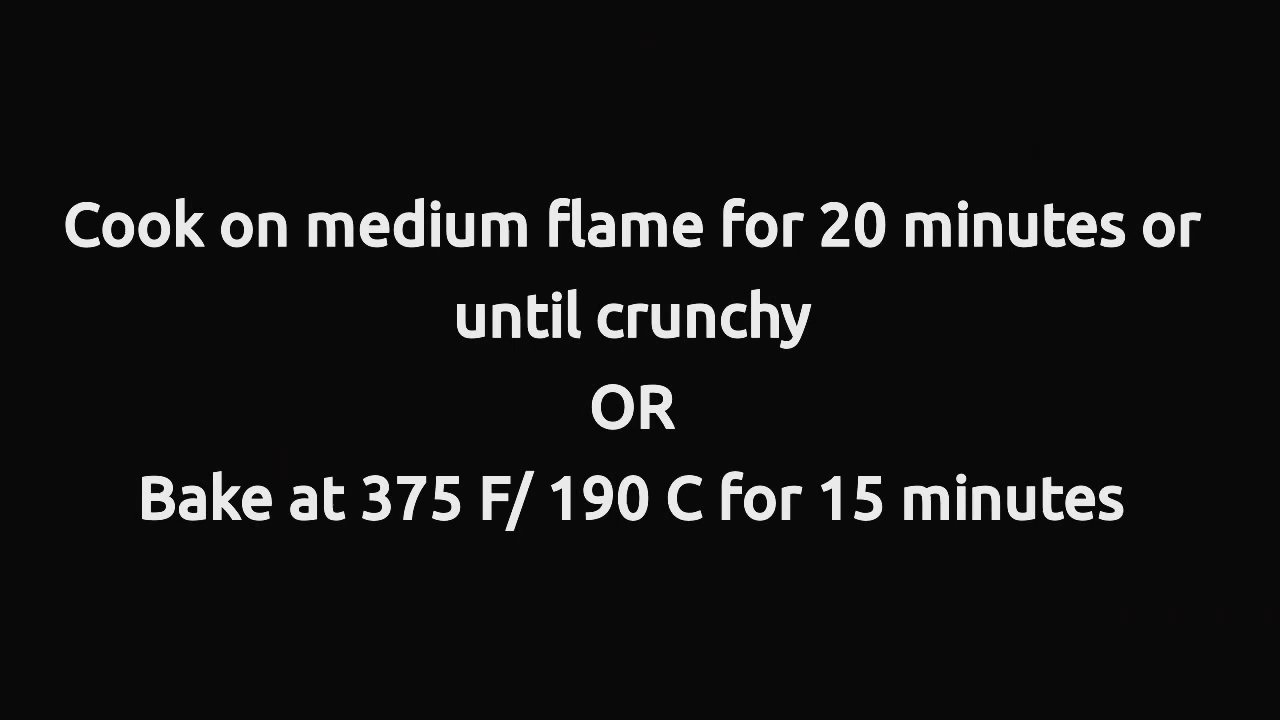 Cook on medium flame for 20 minutes or
until crunchy
OR
Bake at 375 F/ 190 C for 15 minutes